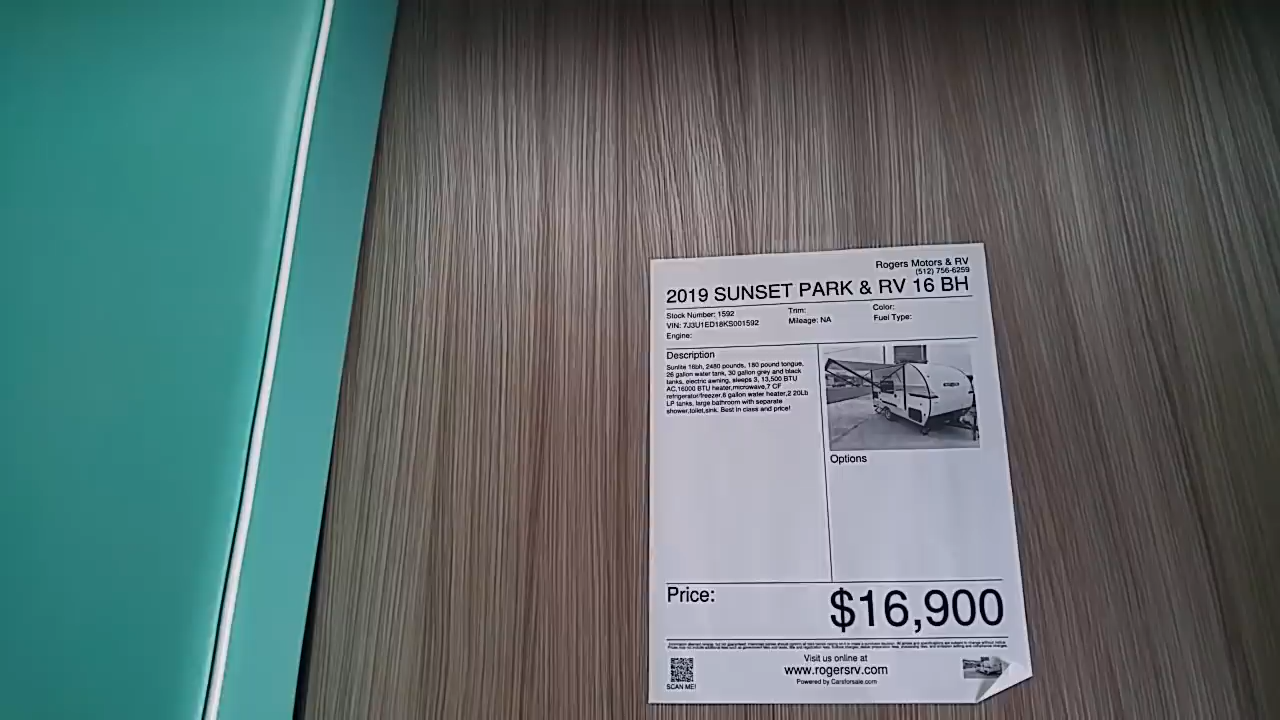 Rogers Motors & RV
(512) 756-6259
2019 SUNSET PARK & RV 16 BH
Stock Number: 1592
Trim:
Color:
VIN: 7J3U1ED18KS001592
Mileage: NA
Fuel Type:
Engine:
Description
Sunlite 16bh, 2480 pounds, 180 pound tongue,
26 gallon water tank, 30 gallon grey and black
tanks, electric awning, sleeps 3, 13,500 BTU
AC,16000 BTU heater,microwave,7 CF
refrigerator/freezer,6 gallon water heater,2 20Lb
LP tanks, large bathroom with separate
shower,toilet,sink. Best in class and price!
Options
Price:
$16,900
Visit us online at
www.rogersrv.com
Powered by Carsforsale.com
SCAN ME!